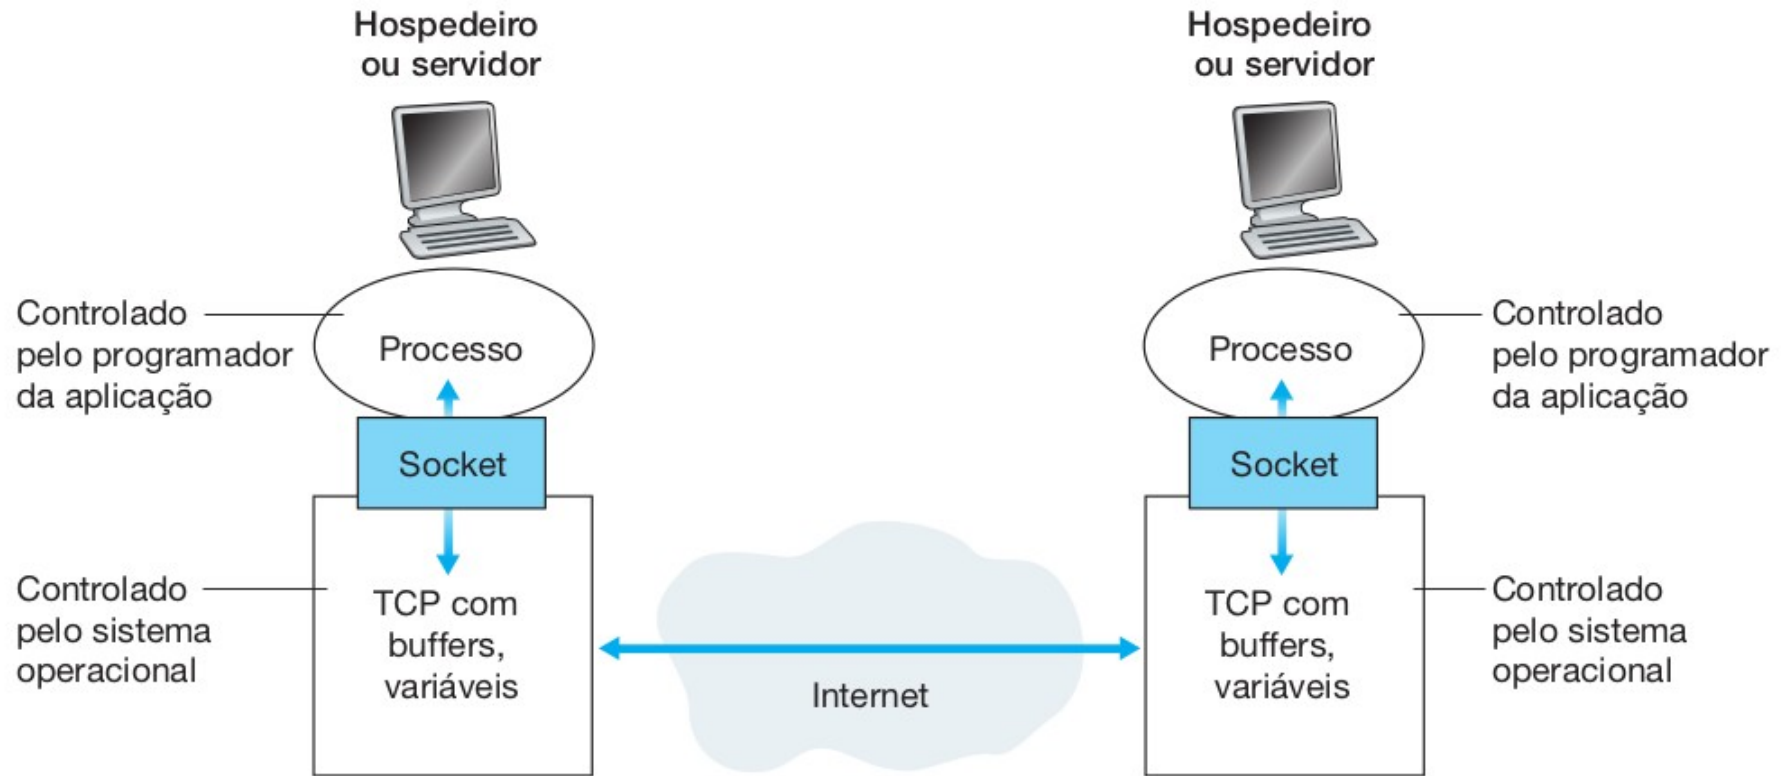 Hospedeiro
ou servidor
Hospedeiro
ou servidor
Controlado
pelo programador
da aplicação
Processo
Processo
Controlado
pelo programador
da aplicação
Socket
Socket
Controlado
pelo sistema
operacional
TCP com
buffers,
variáveis
Internet
TCP com
buffers,
variáveis
Controlado
pelo sistema
operacional